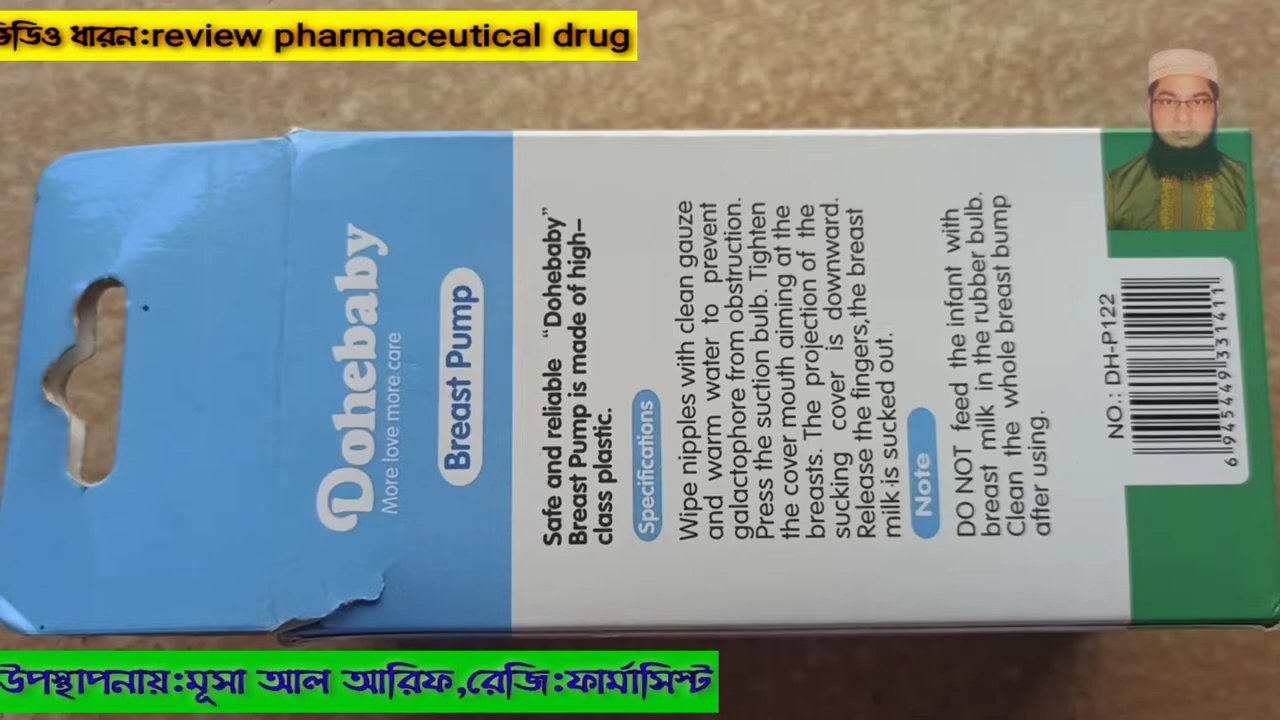 ভিডিও ধারন:review pharmaceutical drug
Dohebaby
More love more care
Breast Pump
Safe and reliable “Dohebaby”
Breast Pump is made of high-
class plastic.
Specifications
Wipe nipples with clean gauze
and warm water to prevent
galactophore from obstruction.
Press the suction bulb. Tighten
the cover mouth aiming at the
breasts. The projection of the
sucking cover is downward.
Release the fingers,the breast
milk is sucked out.
Note
DO NOT feed the infant with
breast milk in the rubber bulb.
Clean the whole breast bump
after using.
NO.: DH-P122
6 945449 331411
উপস্থাপনায়:মূসা আল আরিফ,রেজি:ফার্মাসিস্ট